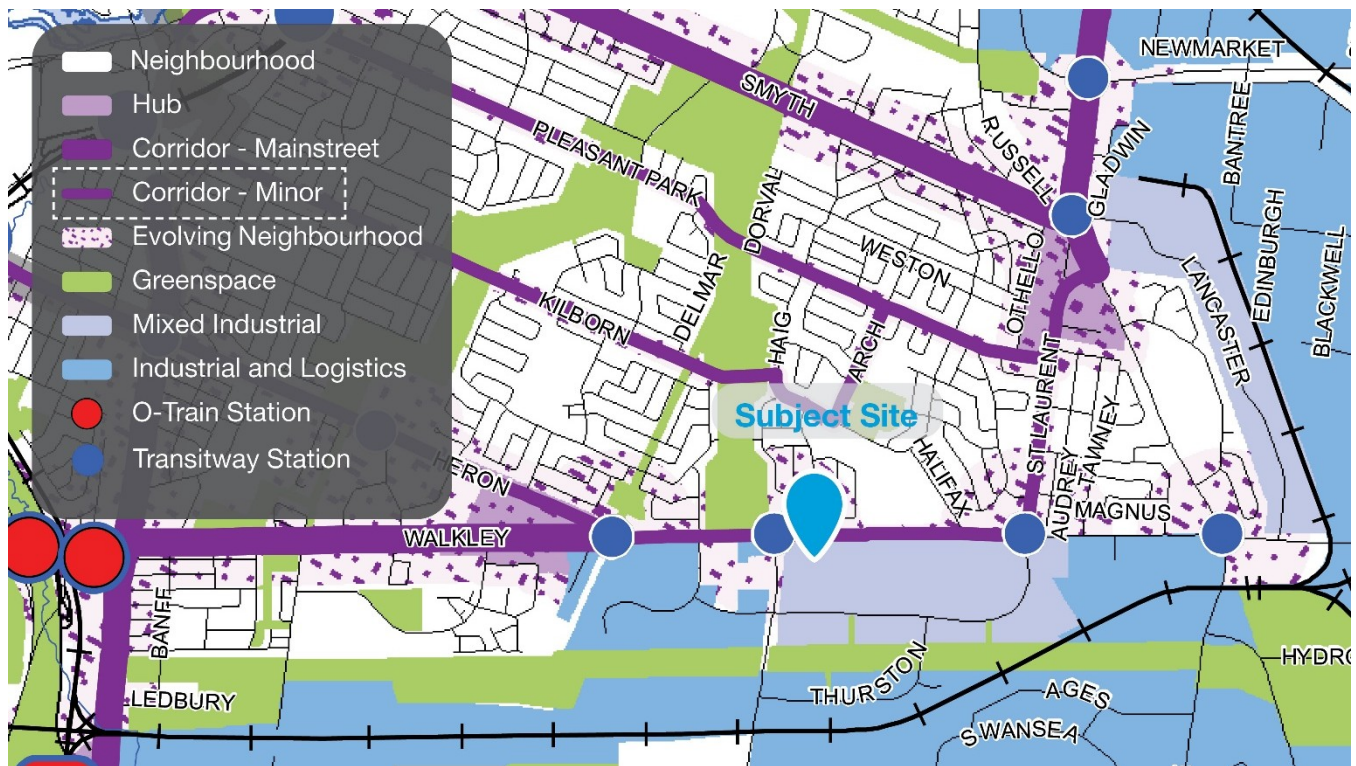 Neighbourhood
Hub
Corridor - Mainstreet
Corridor - Minor
Evolving Neighbourhood
Greenspace
Mixed Industrial
Industrial and Logistics
O-Train Station
Transitway Station
NEWMARKET
SMYTH
RUSSELL
GLADWIN
BANTREE
PLEASANT PARK
DORVAL
WESTON
OTHELLO
LANCASTER
EDINBURGH
BLACKWELL
KILBORN
DELMAR
HAIG
ARCH
Subject Site
HALIFAX
ST LAURENT
AUDREY
TAWNEY
MAGNUS
HERON
WALKLEY
BANFF
LEDBURY
THURSTON
AGES
SWANSEA
HYDRO